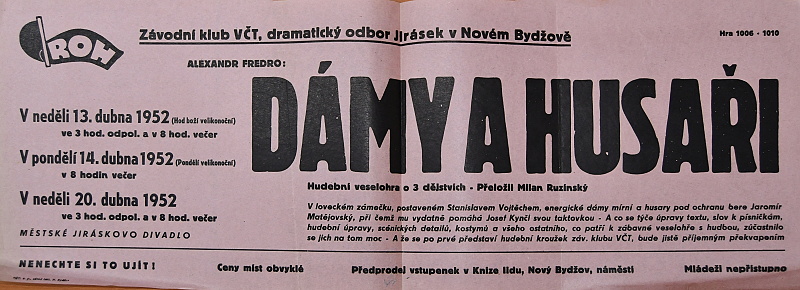 ROH
Závodní klub VČT, dramatický odbor Jirásek v Novém Bydžově
Hra 1006 - 1010
ALEXANDR FREDRO:
DÁMY A HUSAŘI
V neděli 13. dubna 1952 (Hod boží velikonoční)
ve 3 hod. odpol. a v 8 hod. večer
V pondělí 14. dubna 1952 (Pondělí velikonoční)
v 8 hodin večer
V neděli 20. dubna 1952
ve 3 hod. odpol. a v 8 hod. večer
MĚSTSKÉ JIRÁSKOVO DIVADLO
Hudební veselohra o 3 dějstvích - Přeložil Milan Ruzinský
V loveckém zámečku, postaveném Stanislavem Vojtěchem, energické dámy mírní a husary pod ochranu bere Jaromír
Matějovský, při čemž mu vydatně pomáhá Josef Kynčl svou taktovkou - A co se týče úpravy textu, slok k písničkám,
hudební úpravy, scénických detailů, kostymů a všeho ostatního, co patří k zábavné veselohře s hudbou, zúčastnilo
se jich na tom moc - A že se po prvé představí hudební kroužek záv. klubu VČT, bude jistě příjemným překvapením
NENECHTE SI TO UJÍT!
Ceny míst obvyklé
Předprodej vstupenek v Knize lidu, Nový Bydžov, náměstí
Mládeži nepřístupno